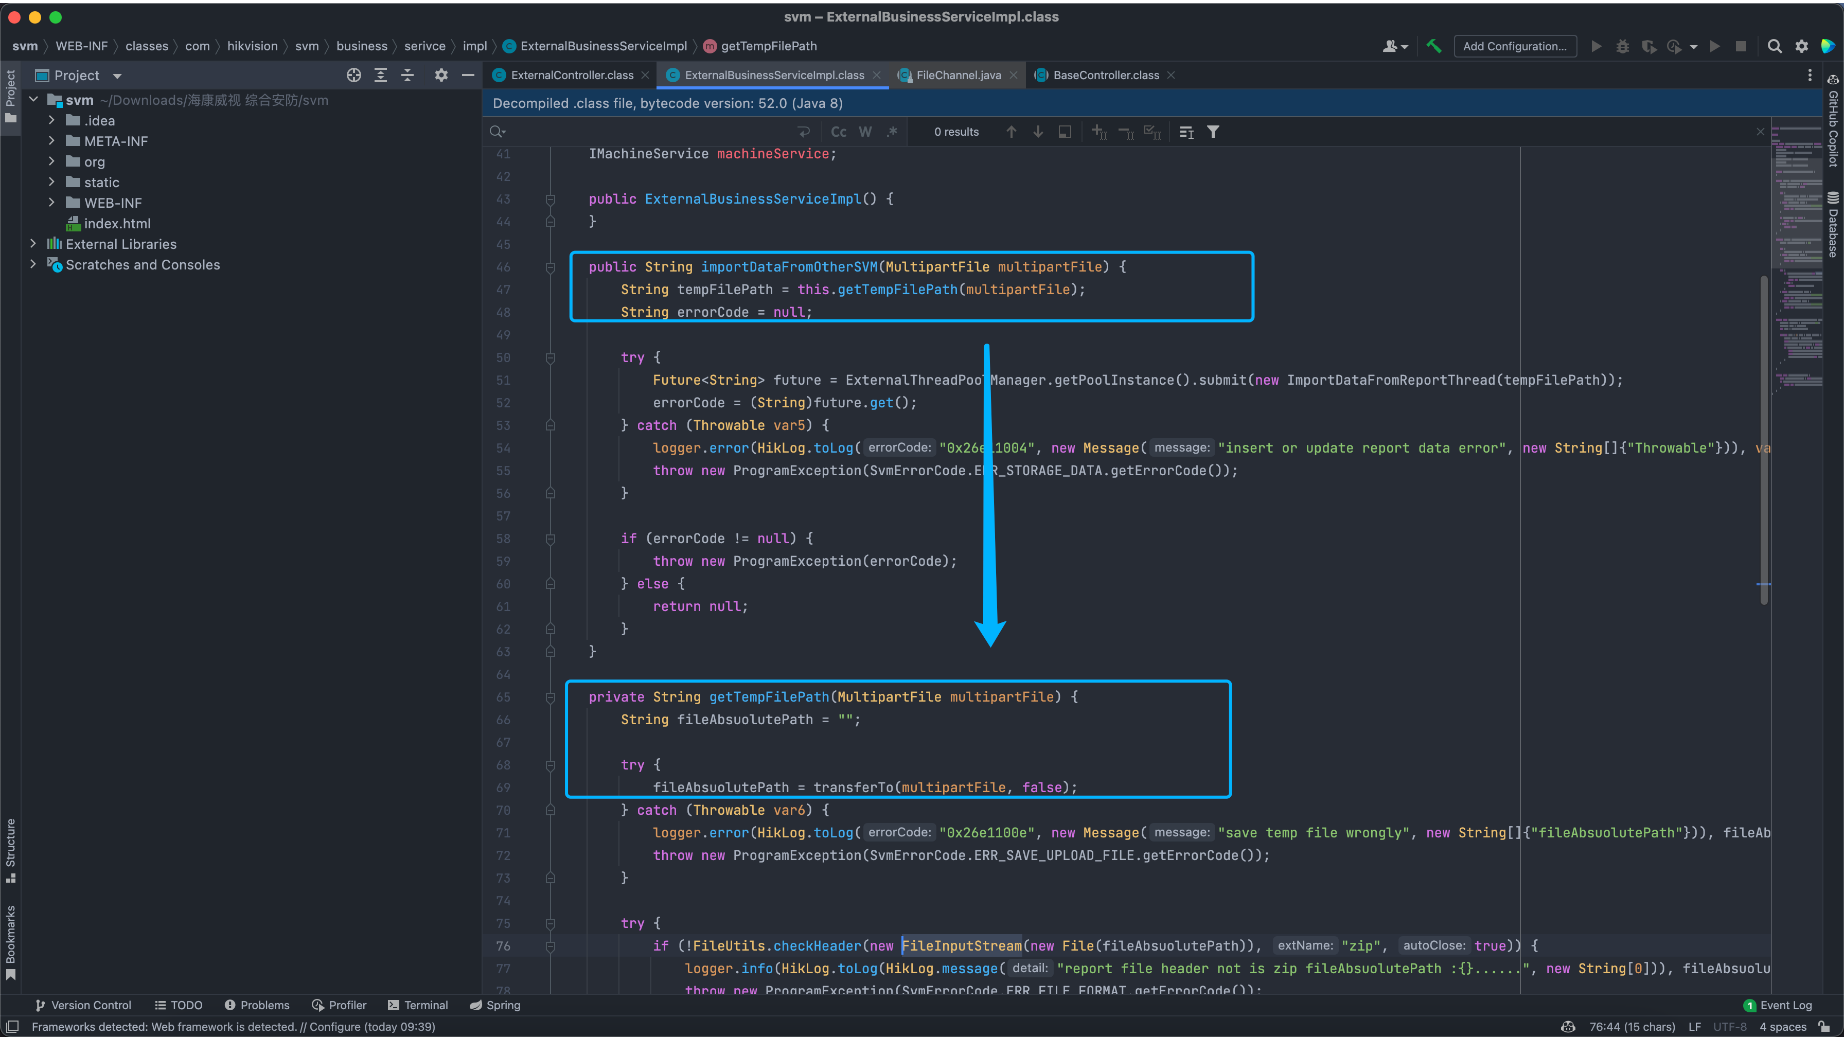 svm – ExternalBusinessServiceImpl.class
svm 〉 WEB-INF 〉 classes 〉 com 〉 hikvision 〉 svm 〉 business 〉 serivce 〉 impl 〉 ExternalBusinessServiceImpl 〉 getTempFilePath
Add Configuration...
Project
ExternalController.class
ExternalBusinessServiceImpl.class
FileChannel.java
BaseController.class
Decompiled .class file, bytecode version: 52.0 (Java 8)
Cc W .* 0 results
Project
svm ~/Downloads/海康威视 综合安防/svm
.idea
META-INF
org
static
WEB-INF
index.html
External Libraries
Scratches and Consoles
Structure
Bookmarks
GitHub Copilot
Database
41 IMachineService machineService;
42
43 public ExternalBusinessServiceImpl() {
44 }
45
46 public String importDataFromOtherSVM(MultipartFile multipartFile) {
47 String tempFilePath = this.getTempFilePath(multipartFile);
48 String errorCode = null;
49
50 try {
51 Future<String> future = ExternalThreadPoolManager.getPoolInstance().submit(new ImportDataFromReportThread(tempFilePath));
52 errorCode = (String)future.get();
53 } catch (Throwable var5) {
54 logger.error(HikLog.toLog( errorCode: "0x26e11004", new Message( message: "insert or update report data error", new String[]{"Throwable"})), va
55 throw new ProgramException(SvmErrorCode.ERR_STORAGE_DATA.getErrorCode());
56 }
57
58 if (errorCode != null) {
59 throw new ProgramException(errorCode);
60 } else {
61 return null;
62 }
63 }
64
65 private String getTempFilePath(MultipartFile multipartFile) {
66 String fileAbsuolutePath = "";
67
68 try {
69 fileAbsuolutePath = transferTo(multipartFile, false);
70 } catch (Throwable var6) {
71 logger.error(HikLog.toLog( errorCode: "0x26e1100e", new Message( message: "save temp file wrongly", new String[]{"fileAbsuolutePath"})), fileAb
72 throw new ProgramException(SvmErrorCode.ERR_SAVE_UPLOAD_FILE.getErrorCode());
73 }
74
75 try {
76 if (!FileUtils.checkHeader(new FileInputStream(new File(fileAbsuolutePath)), extName: "zip", autoClose: true)) {
77 logger.info(HikLog.toLog(HikLog.message( detail: "report file header not is zip fileAbsuolutePath :{}......", new String[0])), fileAbsuolu
78 throw new ProgramException(SvmErrorCode.ERR_FILE_FORMAT.getErrorCode());
Version Control TODO Problems Profiler Terminal Spring
1 Event Log
Frameworks detected: Web framework is detected. // Configure (today 09:39)
76:44 (15 chars) LF UTF-8 4 spaces